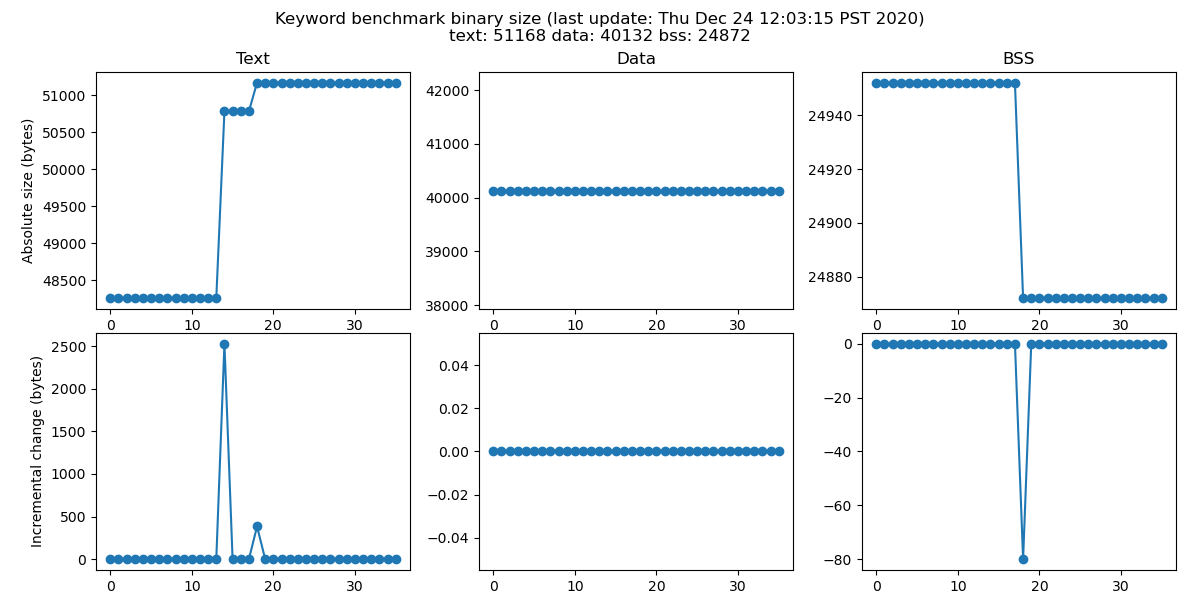 Keyword benchmark binary size (last update: Thu Dec 24 12:03:15 PST 2020)
text: 51168 data: 40132 bss: 24872
Text
Absolute size (bytes)
51000
50500
50000
49500
49000
48500
0 10 20 30
Data
42000
41000
40000
39000
38000
0 10 20 30
BSS
24940
24920
24900
24880
0 10 20 30
Incremental change (bytes)
2500
2000
1500
1000
500
0
0 10 20 30
0.04
0.02
0.00
−0.02
−0.04
0 10 20 30
0
−20
−40
−60
−80
0 10 20 30